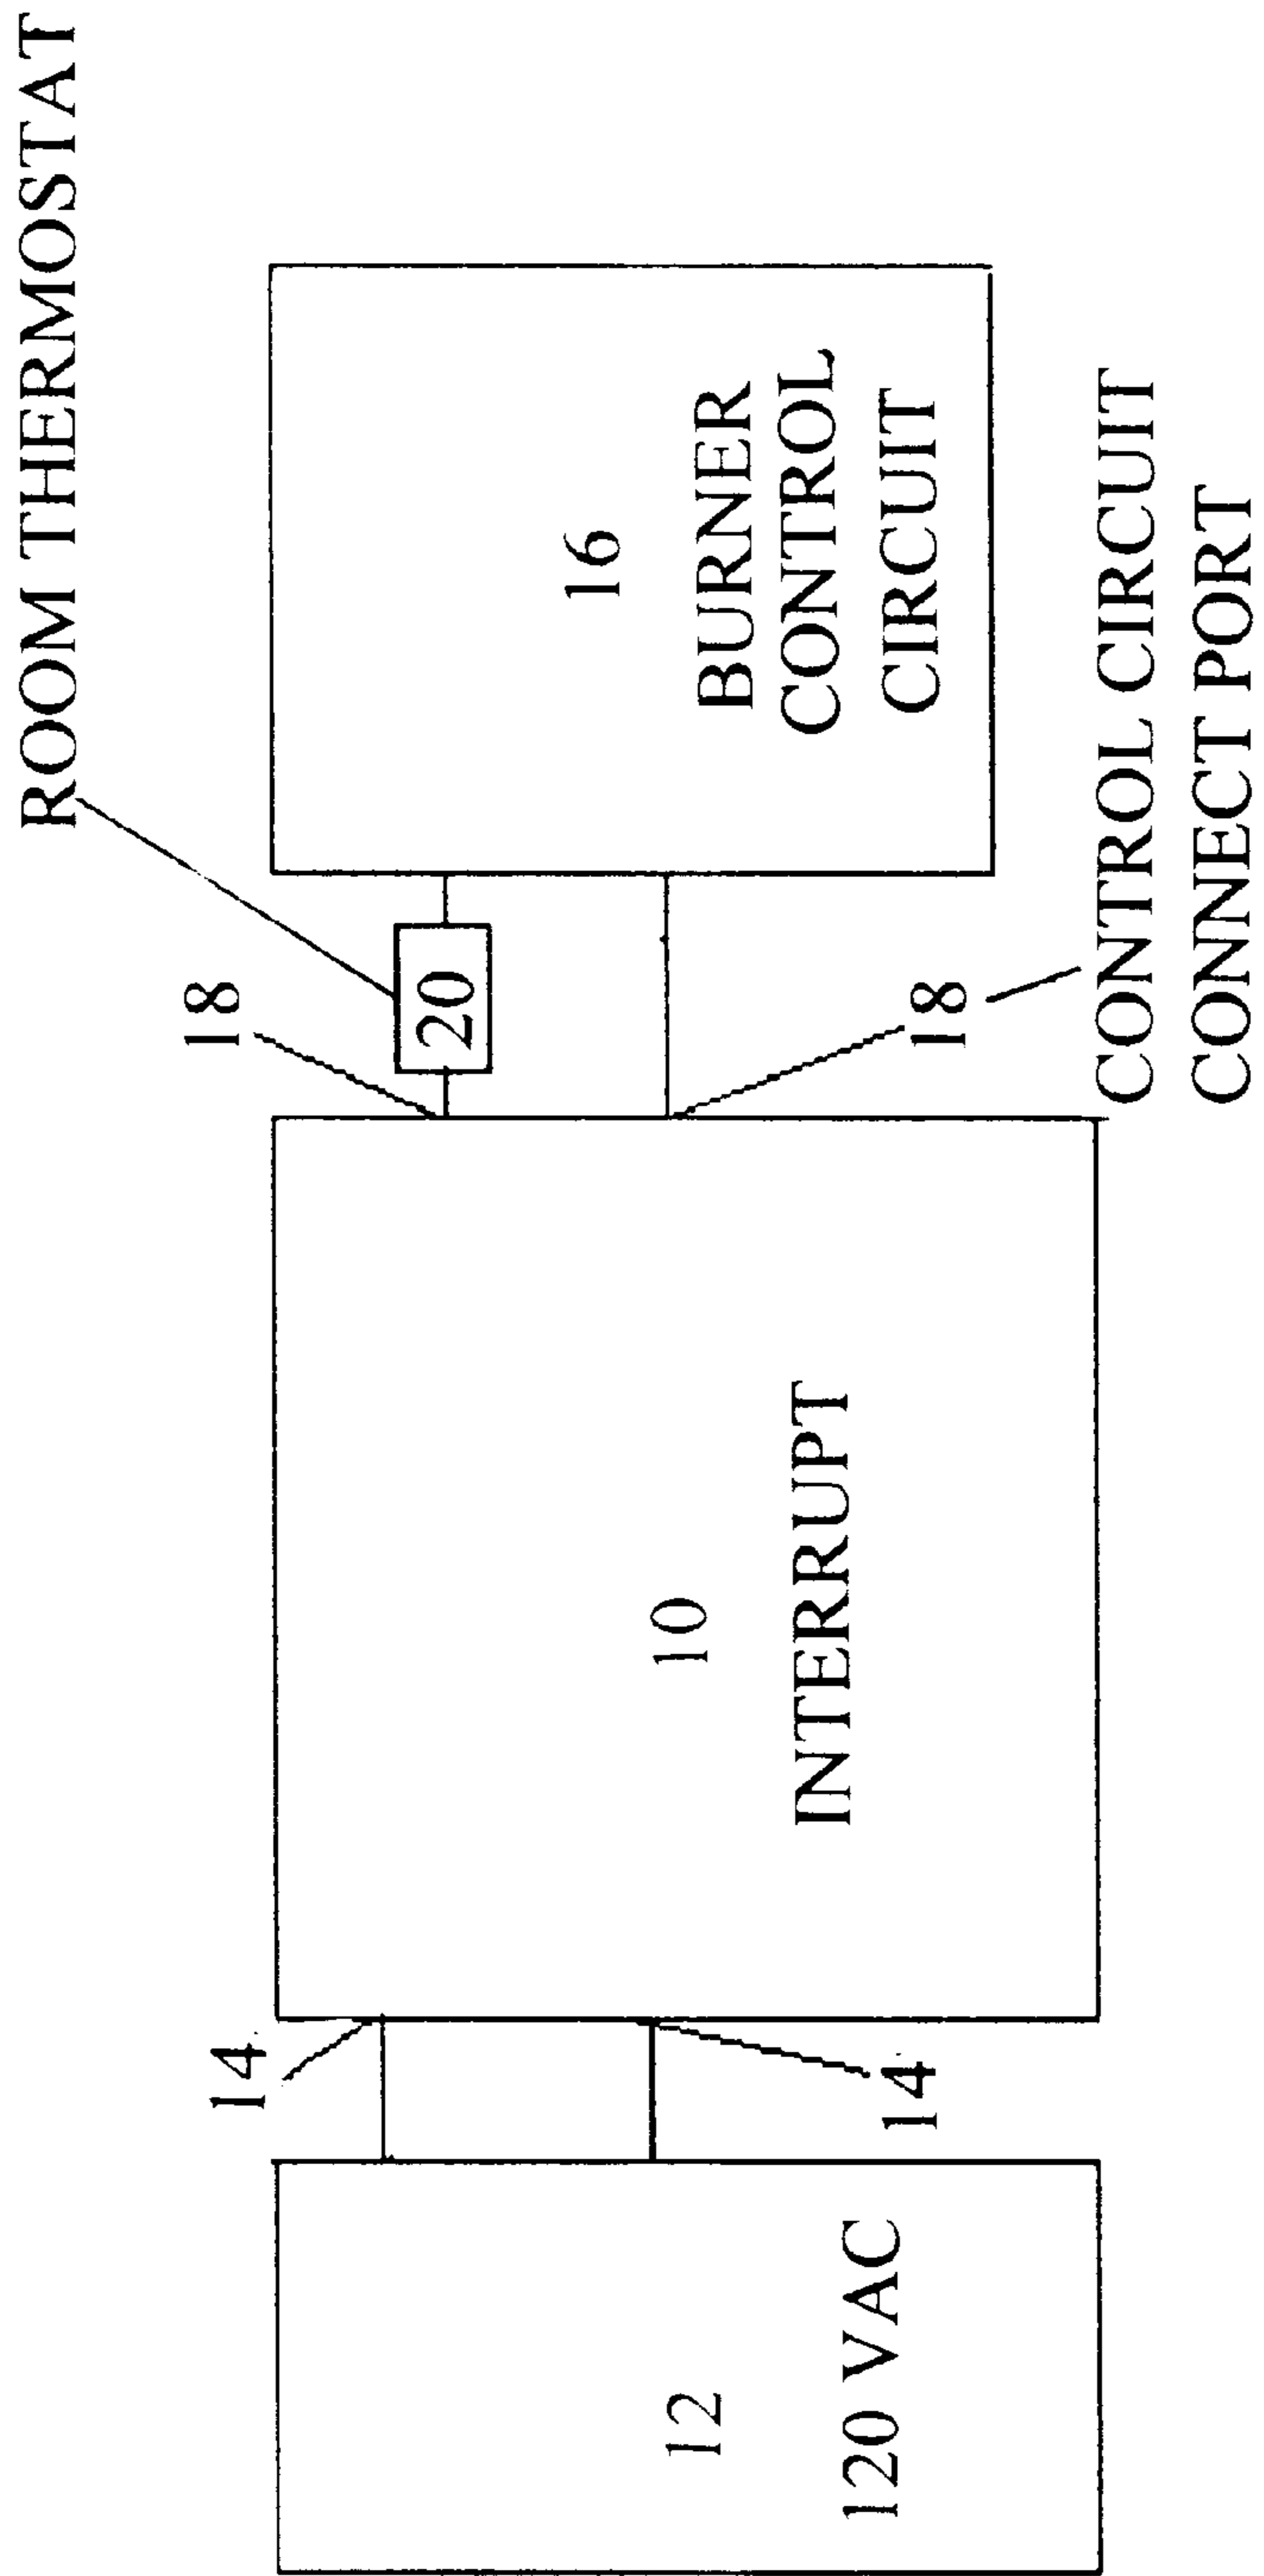 ROOM THERMOSTAT
18
20
16
BURNER
CONTROL
CIRCUIT
18
CONTROL CIRCUIT
CONNECT PORT
10
INTERRUPT
14
14
12
120 VAC